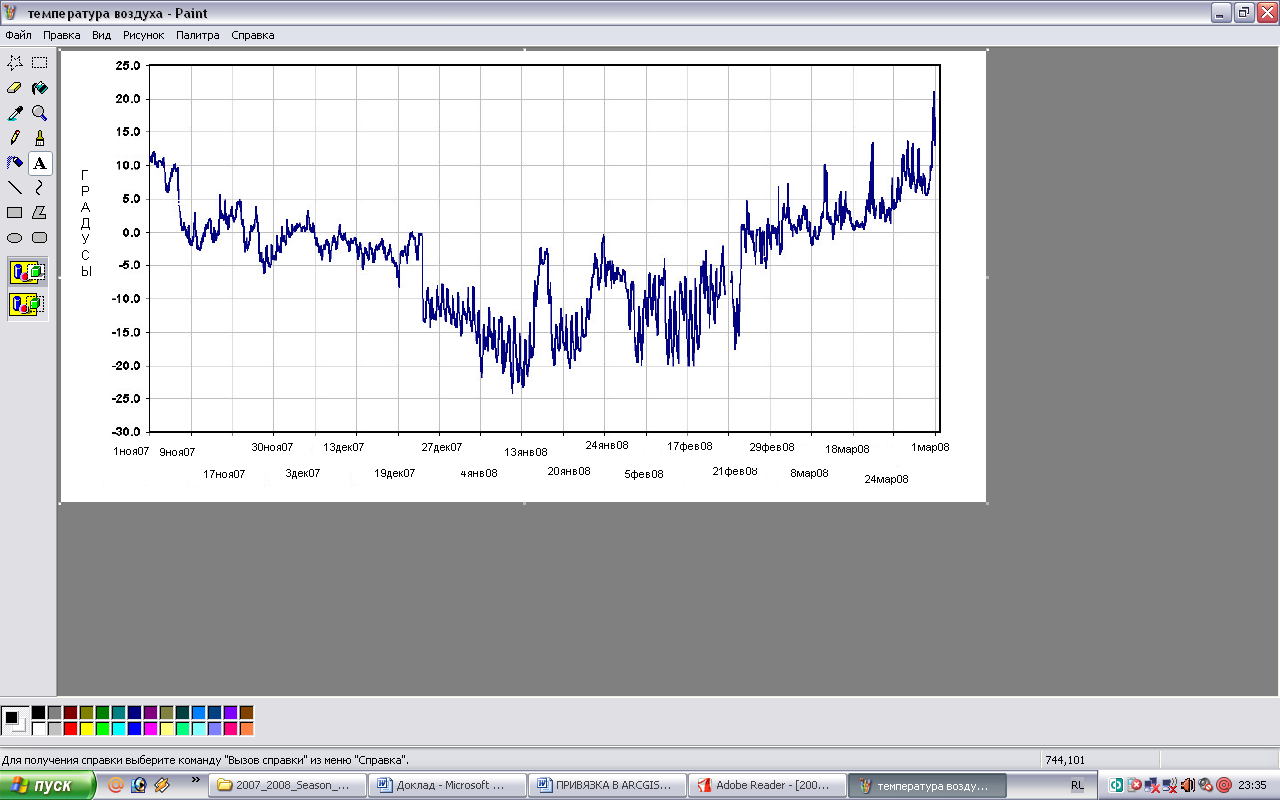 температура воздуха - Paint
Файл Правка Вид Рисунок Палитра Справка
25.0
20.0
15.0
10.0
5.0
0.0
-5.0
-10.0
-15.0
-20.0
-25.0
-30.0
ГРАДУСЫ
1ноя07 9ноя07 30ноя07 13дек07 27дек07 13янв08 24янв08 17фев08 29фев08 18мар08 1мар08
17ноя07 3дек07 19дек07 4янв08 20янв08 5фев08 21фев08 8мар08 24мар08
A
Для получения справки выберите команду "Вызов справки" из меню "Справка".
744,101
пуск
»
2007_2008_Season_...
Доклад - Microsoft ...
ПРИВЯЗКА В ARCGIS...
Adobe Reader - [200...
температура возду...
RL
23:35